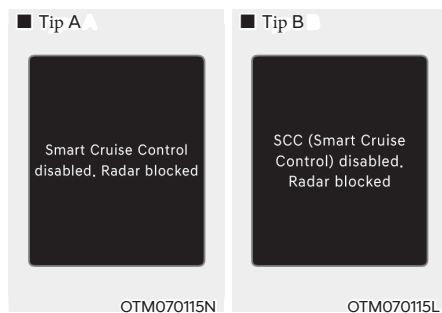 ■ Tip A
Smart Cruise Control
disabled. Radar blocked
OTM070115N
■ Tip B
SCC (Smart Cruise
Control) disabled.
Radar blocked
OTM070115L